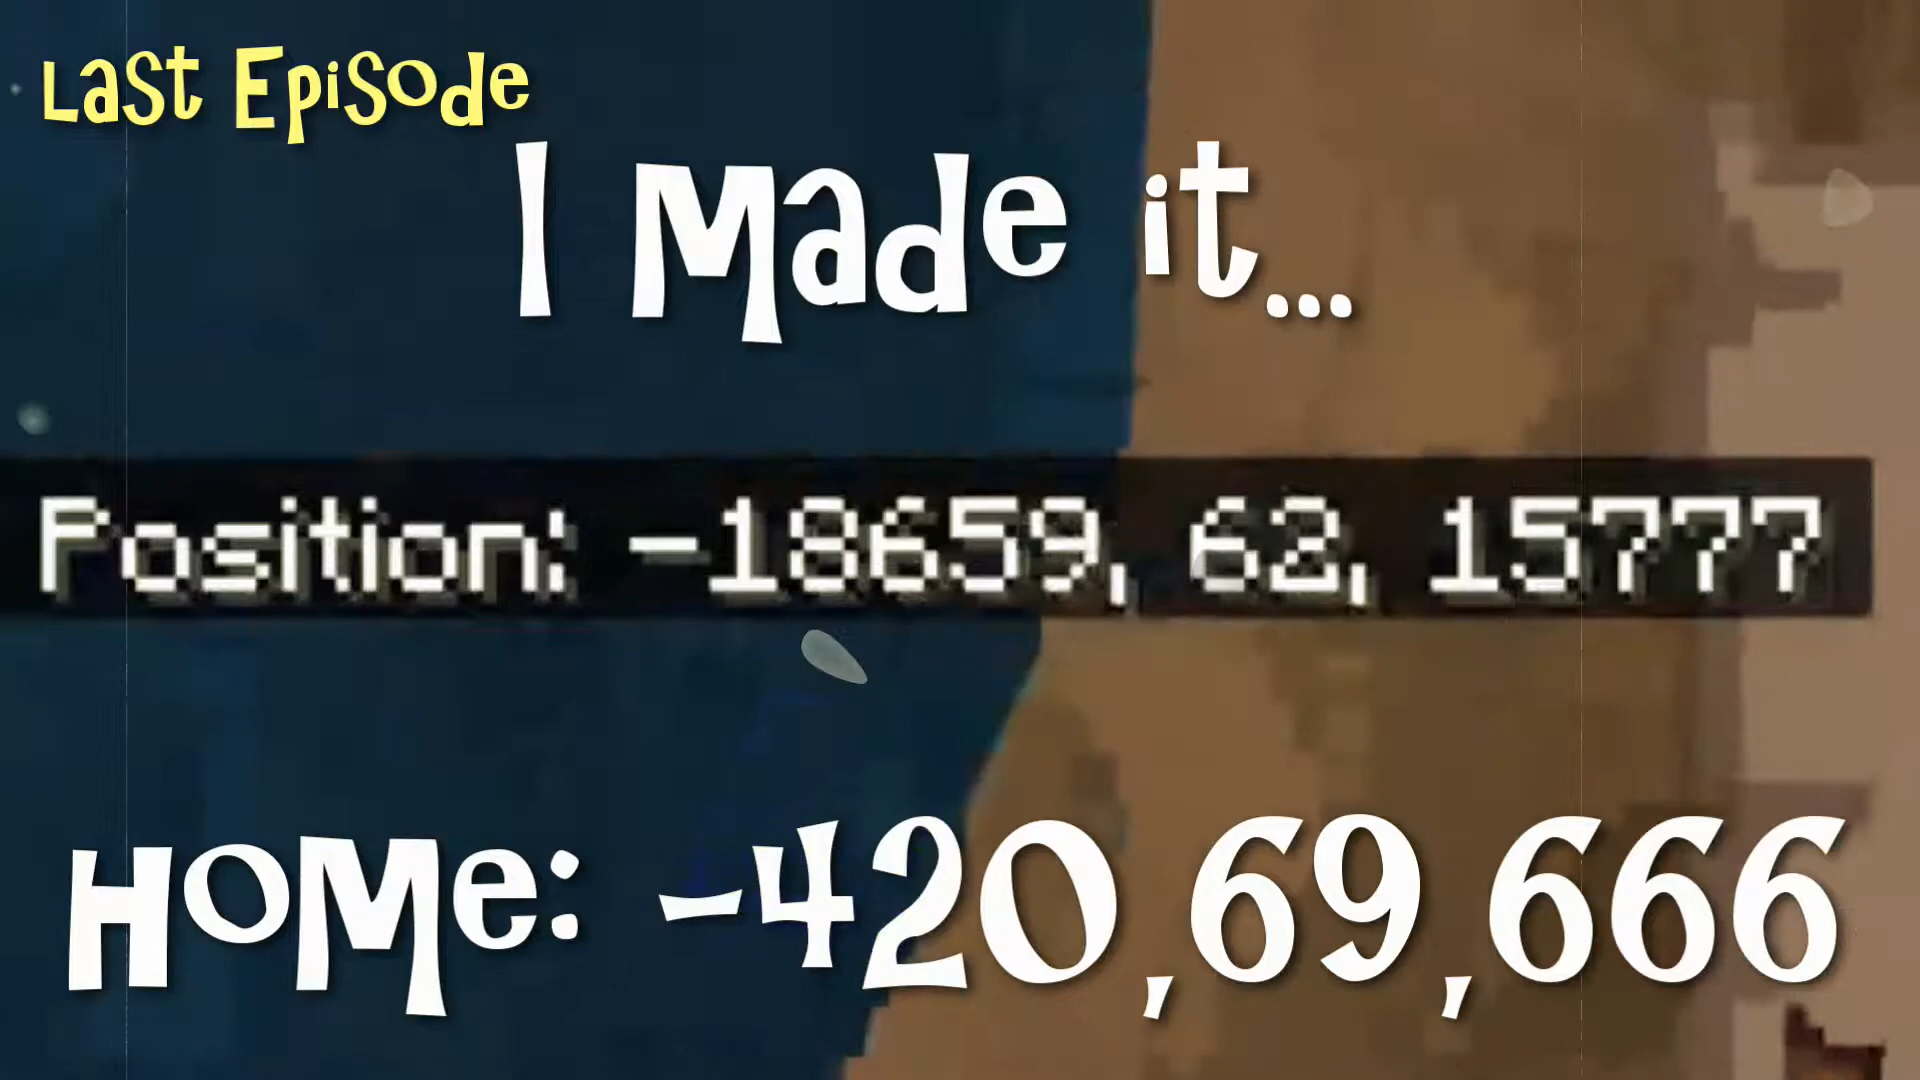 Last Episode
I Made it...
Position: -18659, 62, 15777
Home: -420,69,666